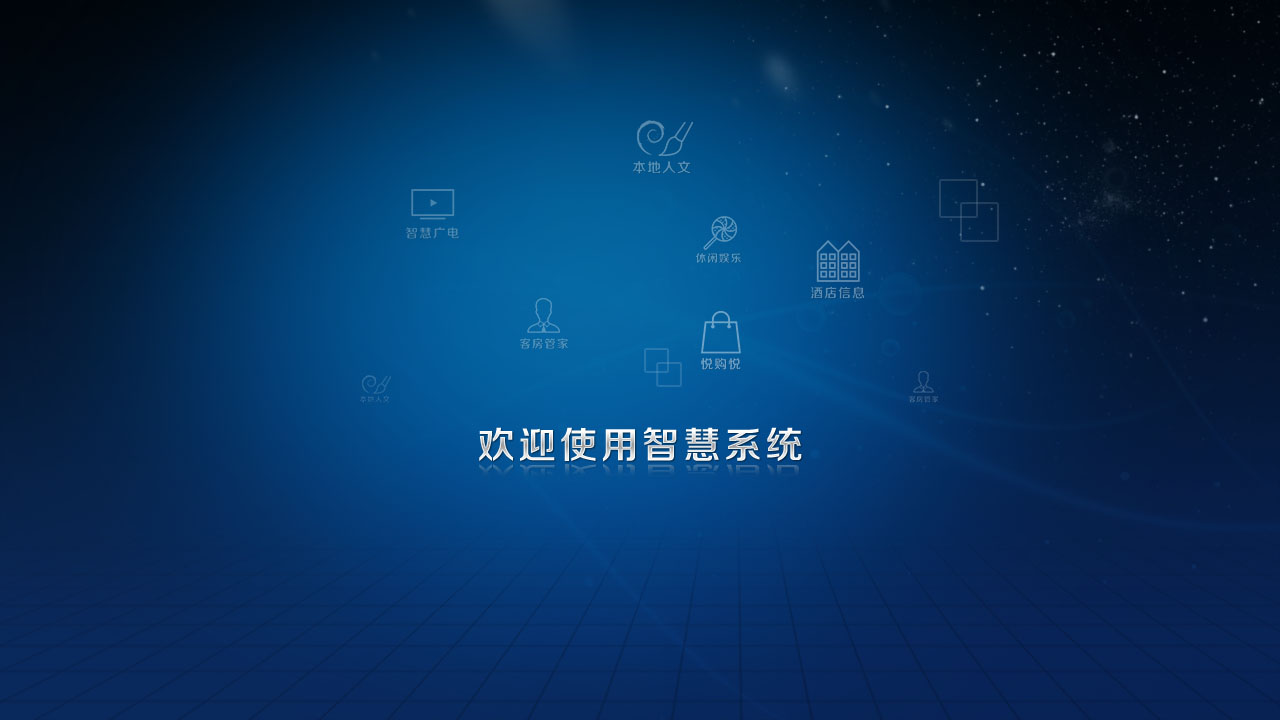 本地人文
智慧广电
休闲娱乐
酒店信息
客房管家
悦购悦
本地人文
客房管家
欢迎使用智慧系统